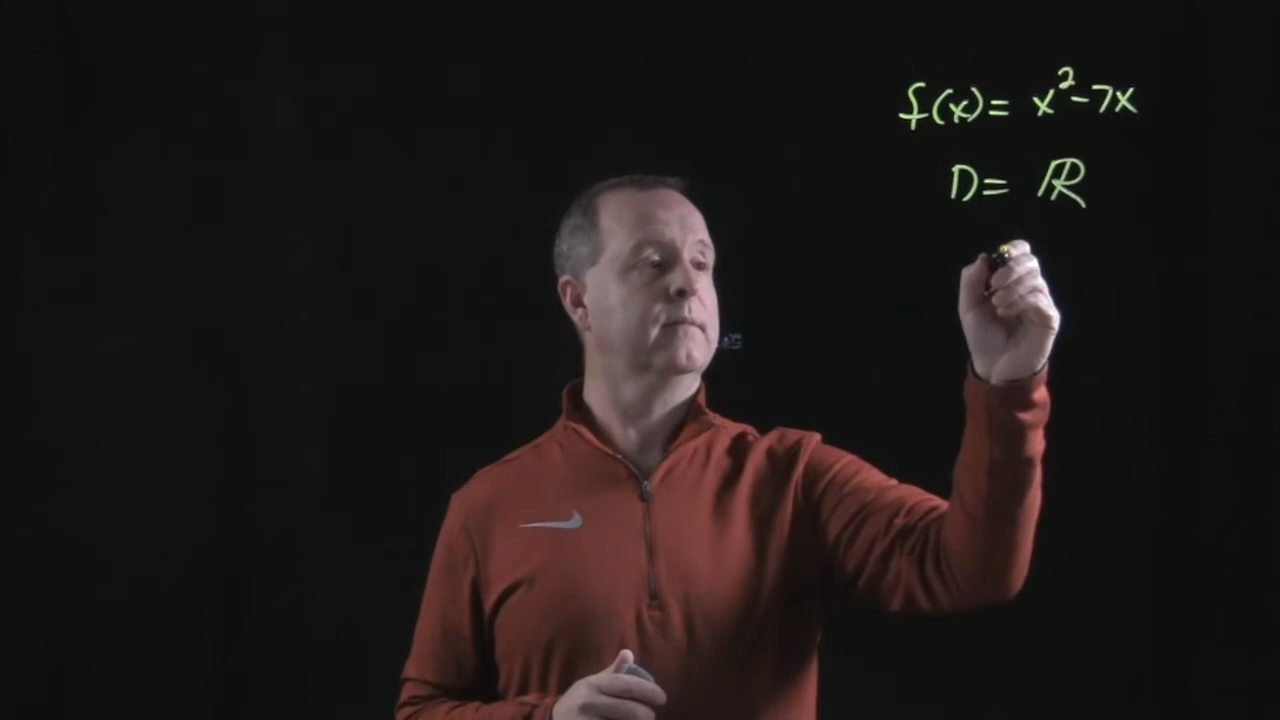 f(x) = x²-7x
D = ℝ